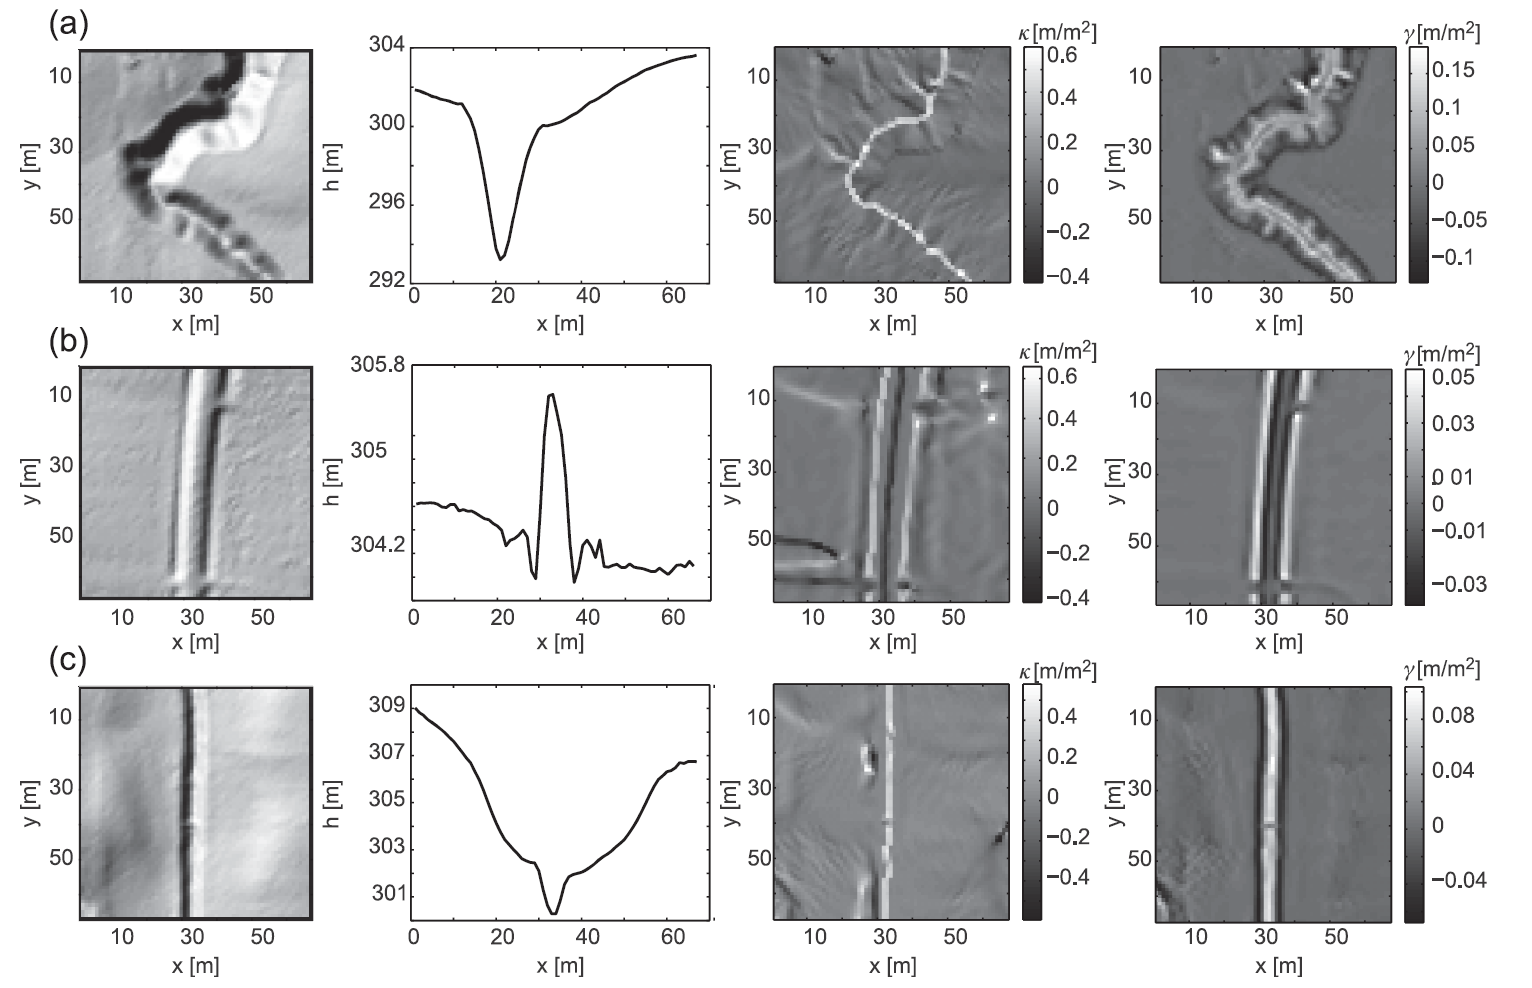 (a)
10
30
50
y [m]
10 30 50
x [m]
304
300
296
292
h [m]
0 20 40 60
x [m]
10
30
50
y [m]
10 30 50
x [m]
κ [m/m²]
0.6
0.4
0.2
0
−0.2
−0.4
10
30
50
y [m]
10 30 50
x [m]
γ [m/m²]
0.15
0.1
0.05
0
−0.05
−0.1
(b)
10
30
50
y [m]
10 30 50
x [m]
305.8
305
304.2
h [m]
0 20 40 60
x [m]
10
30
50
y [m]
10 30 50
x [m]
κ [m/m²]
0.6
0.4
0.2
0
−0.2
−0.4
10
30
50
y [m]
10 30 50
x [m]
γ [m/m²]
0.05
0.03
0.01
0
−0.01
−0.03
(c)
10
30
50
y [m]
10 30 50
x [m]
309
307
305
303
301
h [m]
0 20 40 60
x [m]
10
30
50
y [m]
10 30 50
x [m]
κ [m/m²]
0.4
0.2
0
−0.2
−0.4
10
30
50
y [m]
10 30 50
x [m]
γ [m/m²]
0.08
0.04
0
−0.04